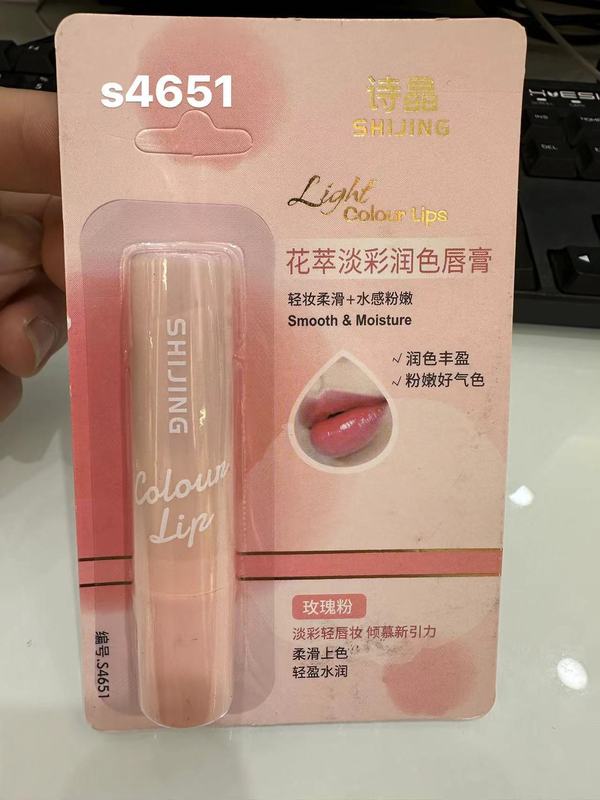 s4651
诗晶
SHIJING
Light
Colour Lips
花萃淡彩润色唇膏
轻妆柔滑+水感粉嫩
Smooth & Moisture
√ 润色丰盈
√ 粉嫩好气色
SHIJING
Colour
Lip
玫瑰粉
淡彩轻唇妆 倾慕新引力
柔滑上色
轻盈水润
编号.S4651
INS
DEL